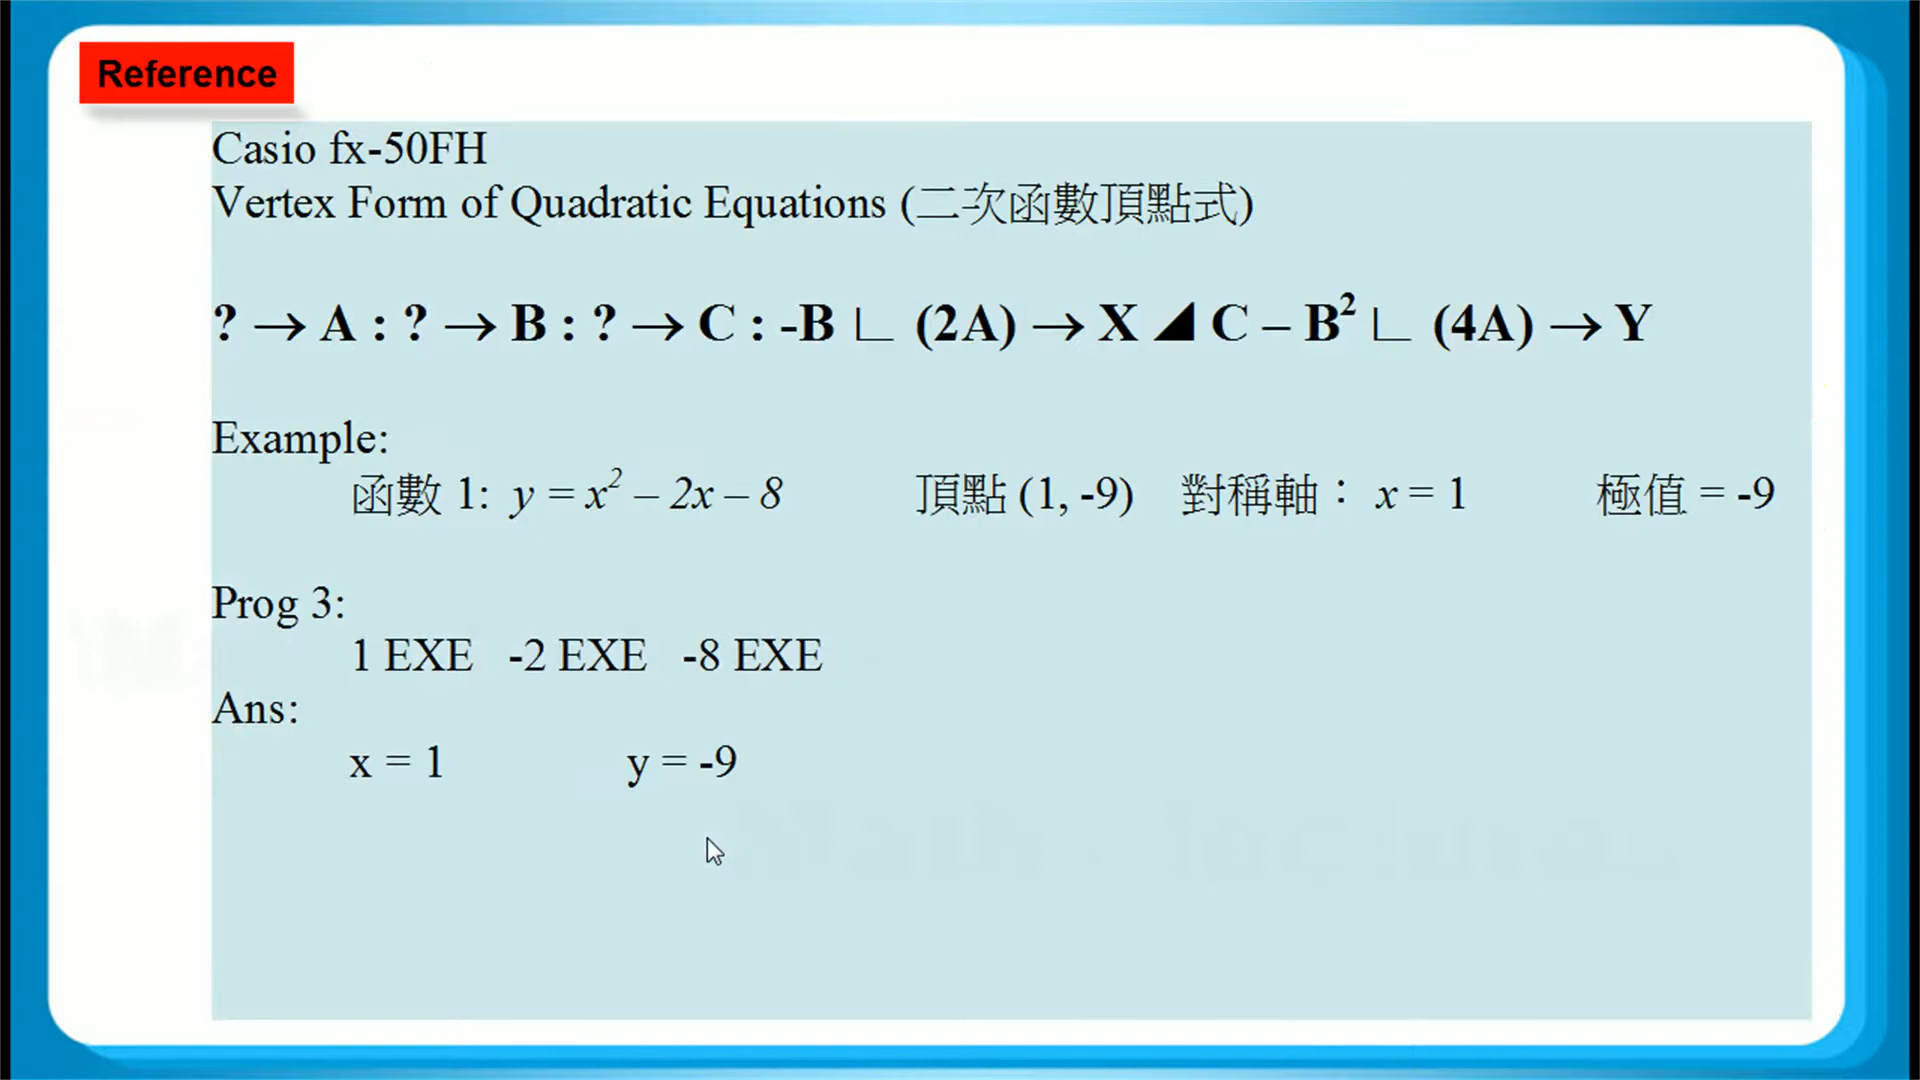 Reference
Casio fx-50FH
Vertex Form of Quadratic Equations (二次函數頂點式)
? → A : ? → B : ? → C : -B ∟ (2A) → X ◢ C – B² ∟ (4A) → Y
Example:
函數 1: y = x² – 2x – 8 頂點 (1, -9) 對稱軸： x = 1 極值 = -9
Prog 3:
1 EXE -2 EXE -8 EXE
Ans:
x = 1 y = -9